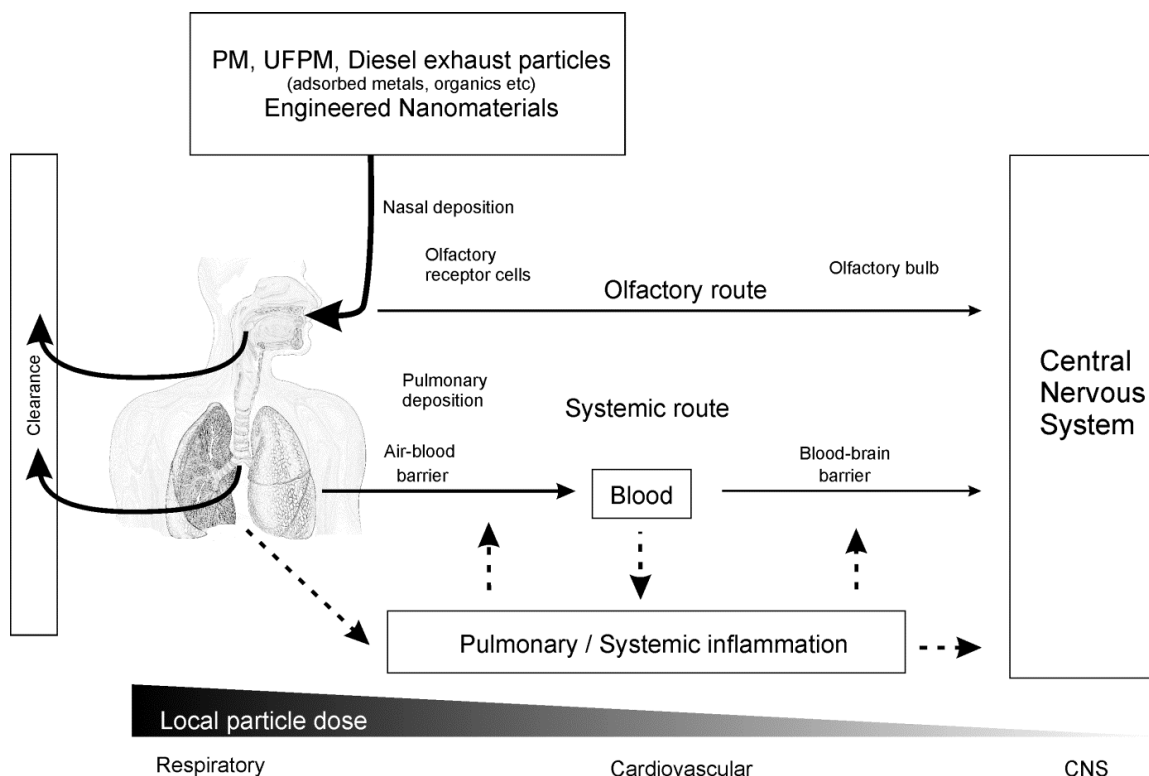 PM, UFPM, Diesel exhaust particles
(adsorbed metals, organics etc)
Engineered Nanomaterials
Nasal deposition
Olfactory
receptor cells
Olfactory bulb
Olfactory route
Clearance
Central
Nervous
System
Pulmonary
deposition
Systemic route
Air-blood
barrier
Blood-brain
barrier
Blood
Pulmonary / Systemic inflammation
Local particle dose
Respiratory
Cardiovascular
CNS